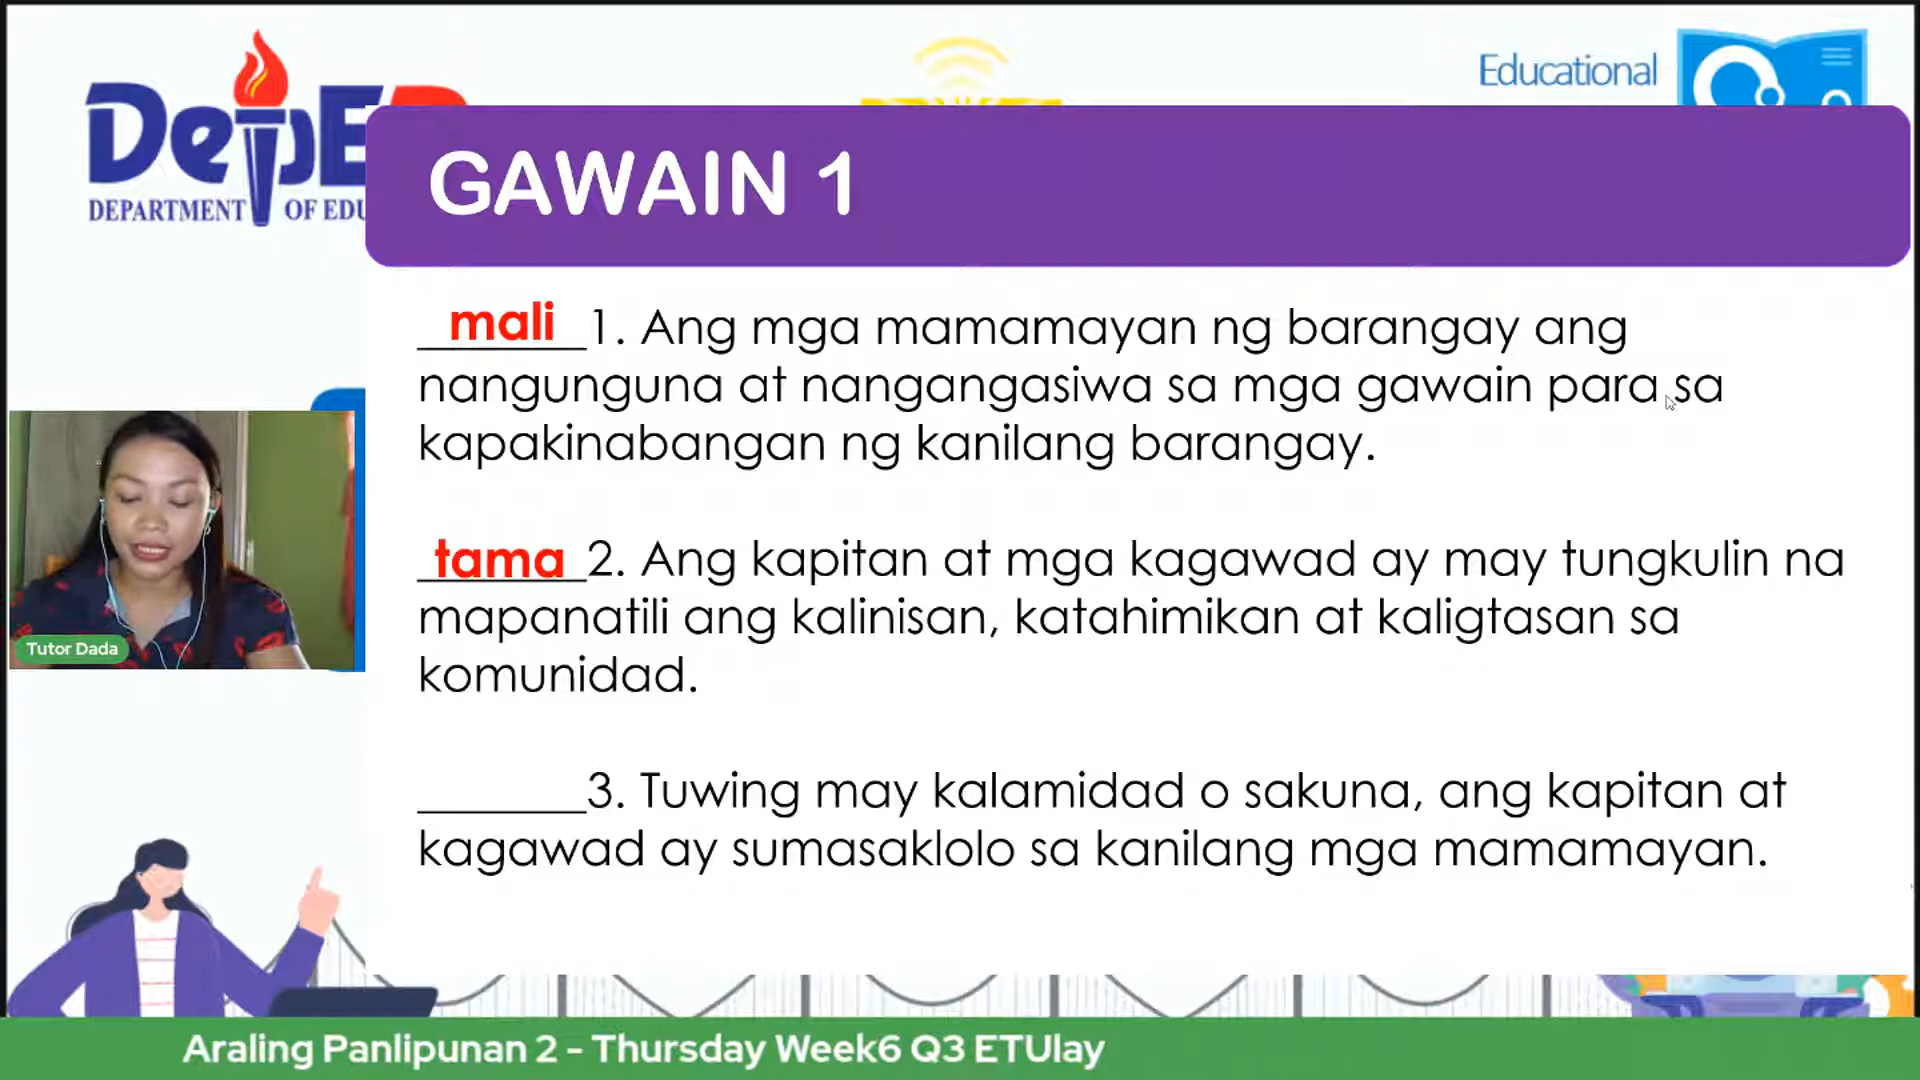 DepED
DEPARTMENT OF EDU
Educational
GAWAIN 1
mali 1. Ang mga mamamayan ng barangay ang
nangunguna at nangangasiwa sa mga gawain para sa
kapakinabangan ng kanilang barangay.
tama 2. Ang kapitan at mga kagawad ay may tungkulin na
mapanatili ang kalinisan, katahimikan at kaligtasan sa
komunidad.
_______3. Tuwing may kalamidad o sakuna, ang kapitan at
kagawad ay sumasaklolo sa kanilang mga mamamayan.
Tutor Dada
Araling Panlipunan 2 - Thursday Week6 Q3 ETUlay